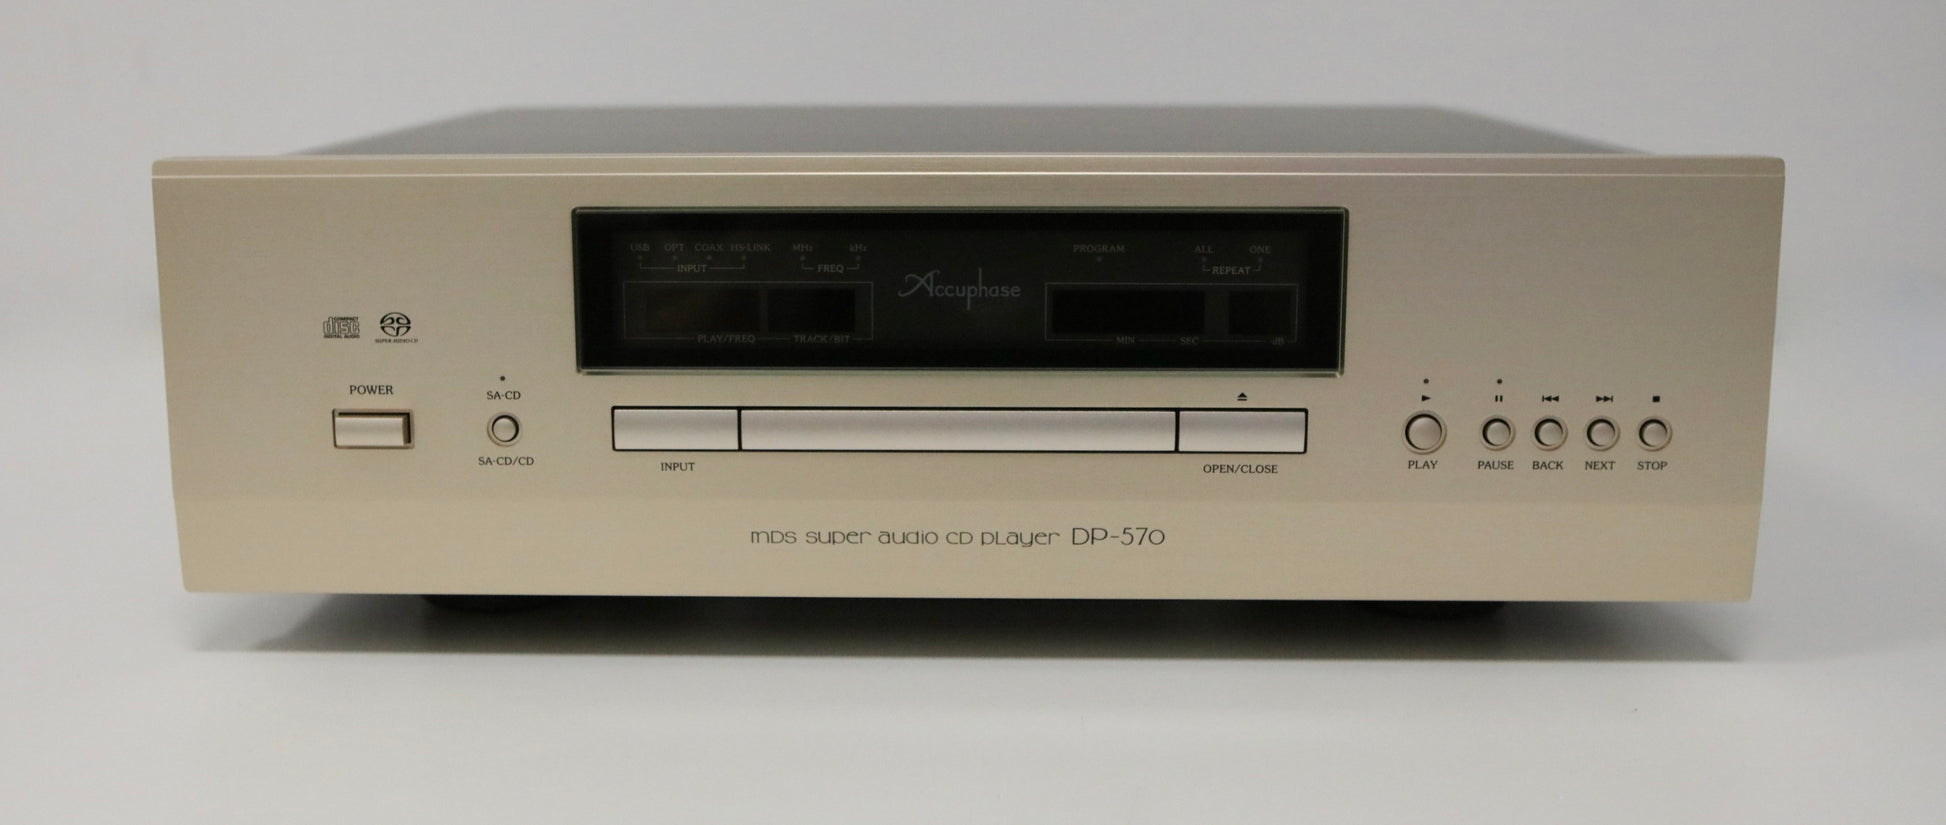 USB OPT COAX HS-LINK MHz kHz
INPUT FREQ
Accuphase
PROGRAM ALL ONE
REPEAT
PLAY/FREQ TRACK/BIT
MIN SEC dB
COMPACT
disc
DIGITAL AUDIO
SUPER AUDIO CD
POWER
SA-CD
SA-CD/CD
INPUT
OPEN/CLOSE
PLAY PAUSE BACK NEXT STOP
MDS SUPER AUDIO CD PLAYER DP-570